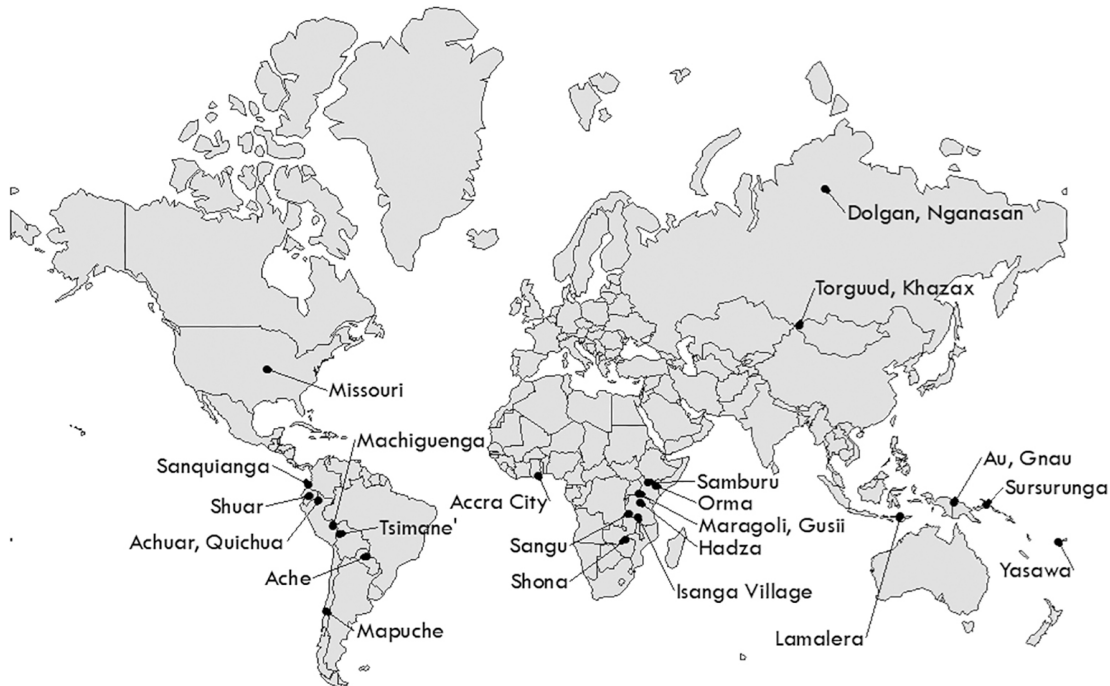 Dolgan, Nganasan
Torguud, Khazax
Missouri
Machiguenga
Sanquianga
Shuar
Achuar, Quichua
Tsimane'
Ache
Mapuche
Accra City
Samburu
Orma
Maragoli, Gusii
Hadza
Sangu
Shona
Isanga Village
Au, Gnau
Sursurunga
Yasawa
Lamalera